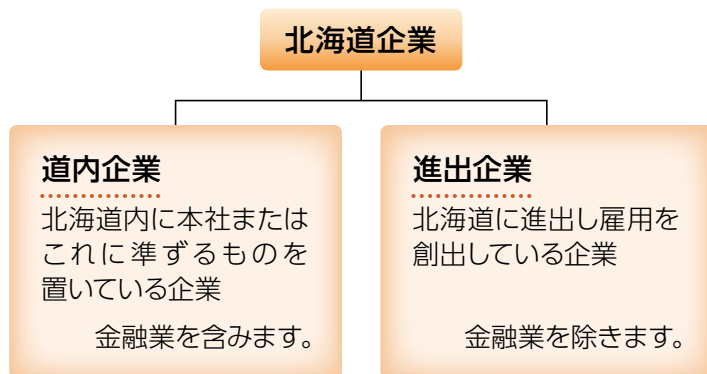 北海道企業
道内企業
北海道内に本社または
これに準ずるものを
置いている企業
金融業を含みます。
進出企業
北海道に進出し雇用を
創出している企業
金融業を除きます。